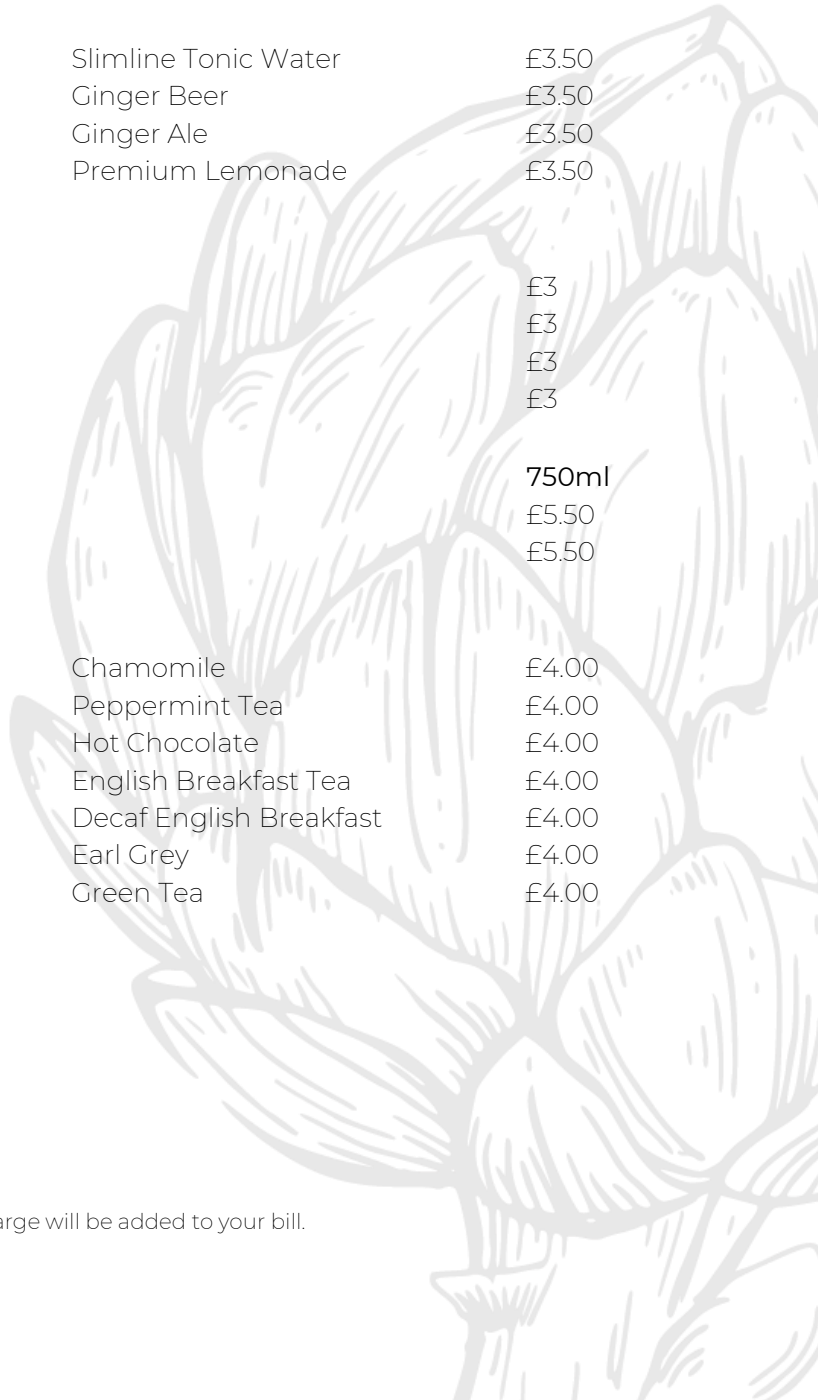 Slimline Tonic Water £3.50
Ginger Beer £3.50
Ginger Ale £3.50
Premium Lemonade £3.50
£3
£3
£3
£3
750ml
£5.50
£5.50
Chamomile £4.00
Peppermint Tea £4.00
Hot Chocolate £4.00
English Breakfast Tea £4.00
Decaf English Breakfast £4.00
Earl Grey £4.00
Green Tea £4.00
will be added to your bill.